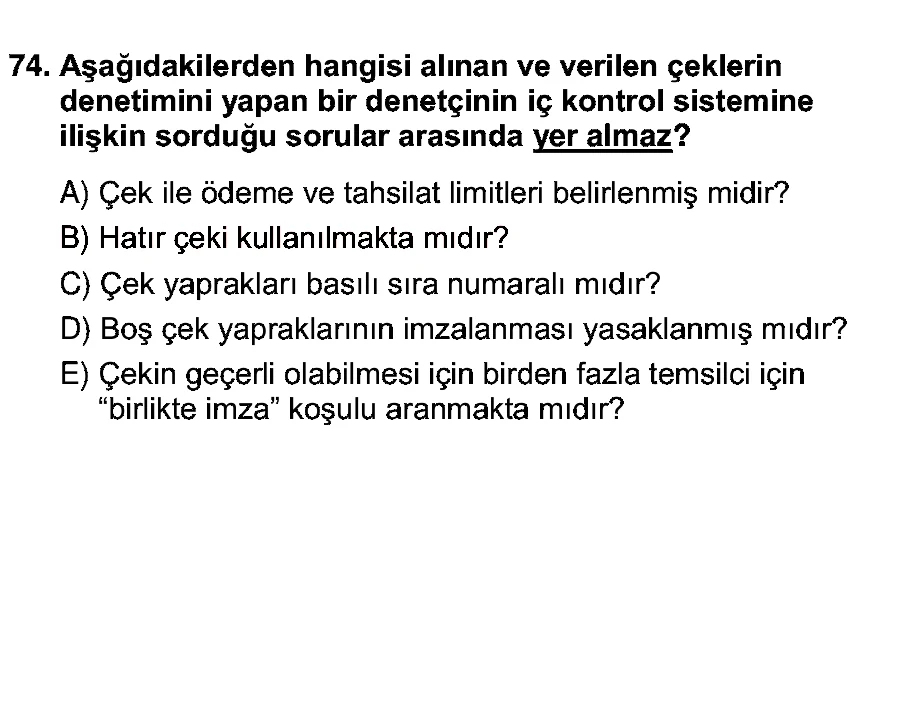 74. Aşağıdakilerden hangisi alınan ve verilen çeklerin
denetimini yapan bir denetçinin iç kontrol sistemine
ilişkin sorduğu sorular arasında yer almaz?
A) Çek ile ödeme ve tahsilat limitleri belirlenmiş midir?
B) Hatır çeki kullanılmakta mıdır?
C) Çek yaprakları basılı sıra numaralı mıdır?
D) Boş çek yapraklarının imzalanması yasaklanmış mıdır?
E) Çekin geçerli olabilmesi için birden fazla temsilci için
“birlikte imza” koşulu aranmakta mıdır?